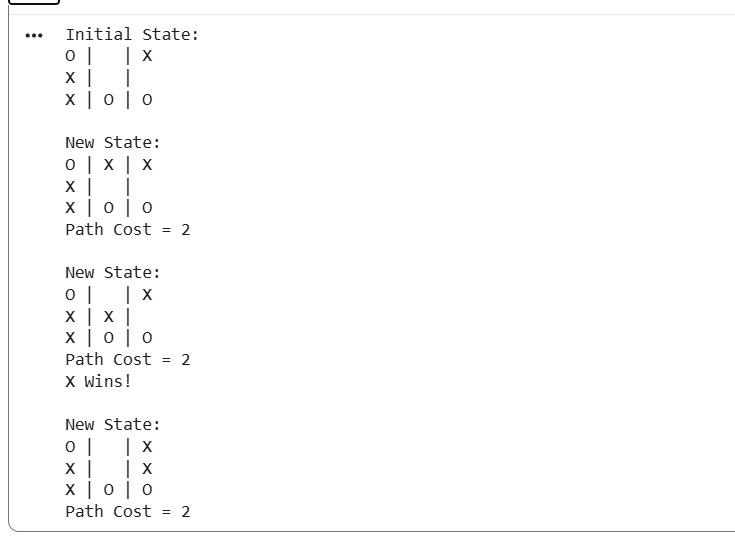 ••• Initial State:
O |   | X
X |   |
X | O | O
New State:
O | X | X
X |   |
X | O | O
Path Cost = 2
New State:
O |   | X
X | X |
X | O | O
Path Cost = 2
X Wins!
New State:
O |   | X
X |   | X
X | O | O
Path Cost = 2